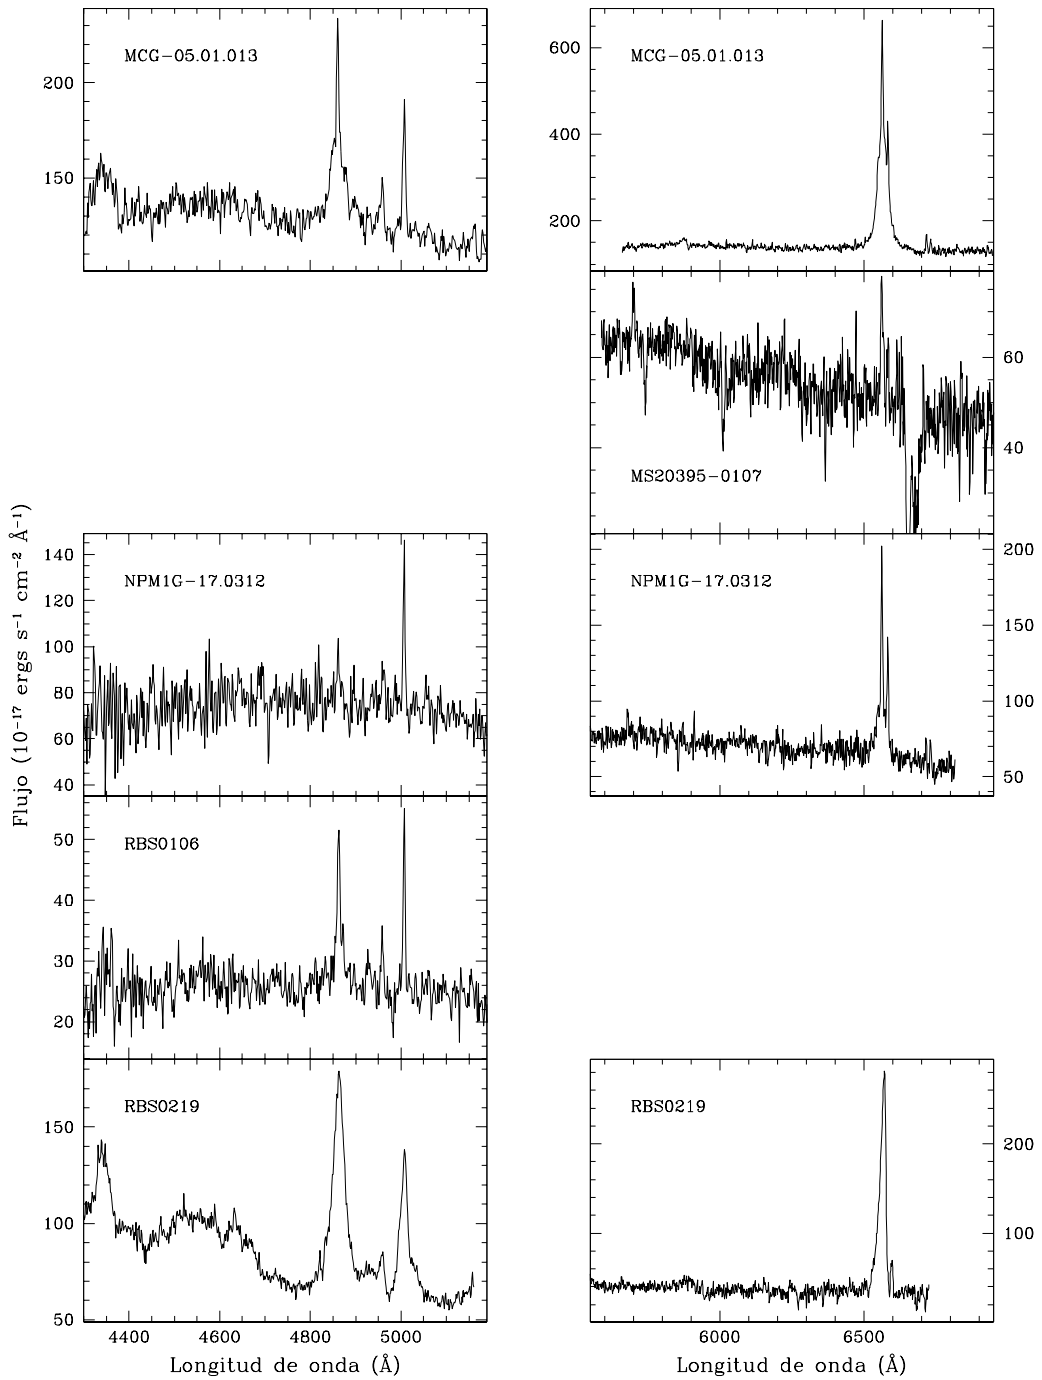 MCG−05.01.013
200
150
MCG−05.01.013
600
400
200
MS20395−0107
60
40
Flujo (10⁻¹⁷ ergs s⁻¹ cm⁻² Å⁻¹)
NPM1G−17.0312
140
120
100
80
60
40
NPM1G−17.0312
200
150
100
50
RBS0106
50
40
30
20
RBS0219
150
100
50
4400 4600 4800 5000
Longitud de onda (Å)
RBS0219
200
100
6000 6500
Longitud de onda (Å)